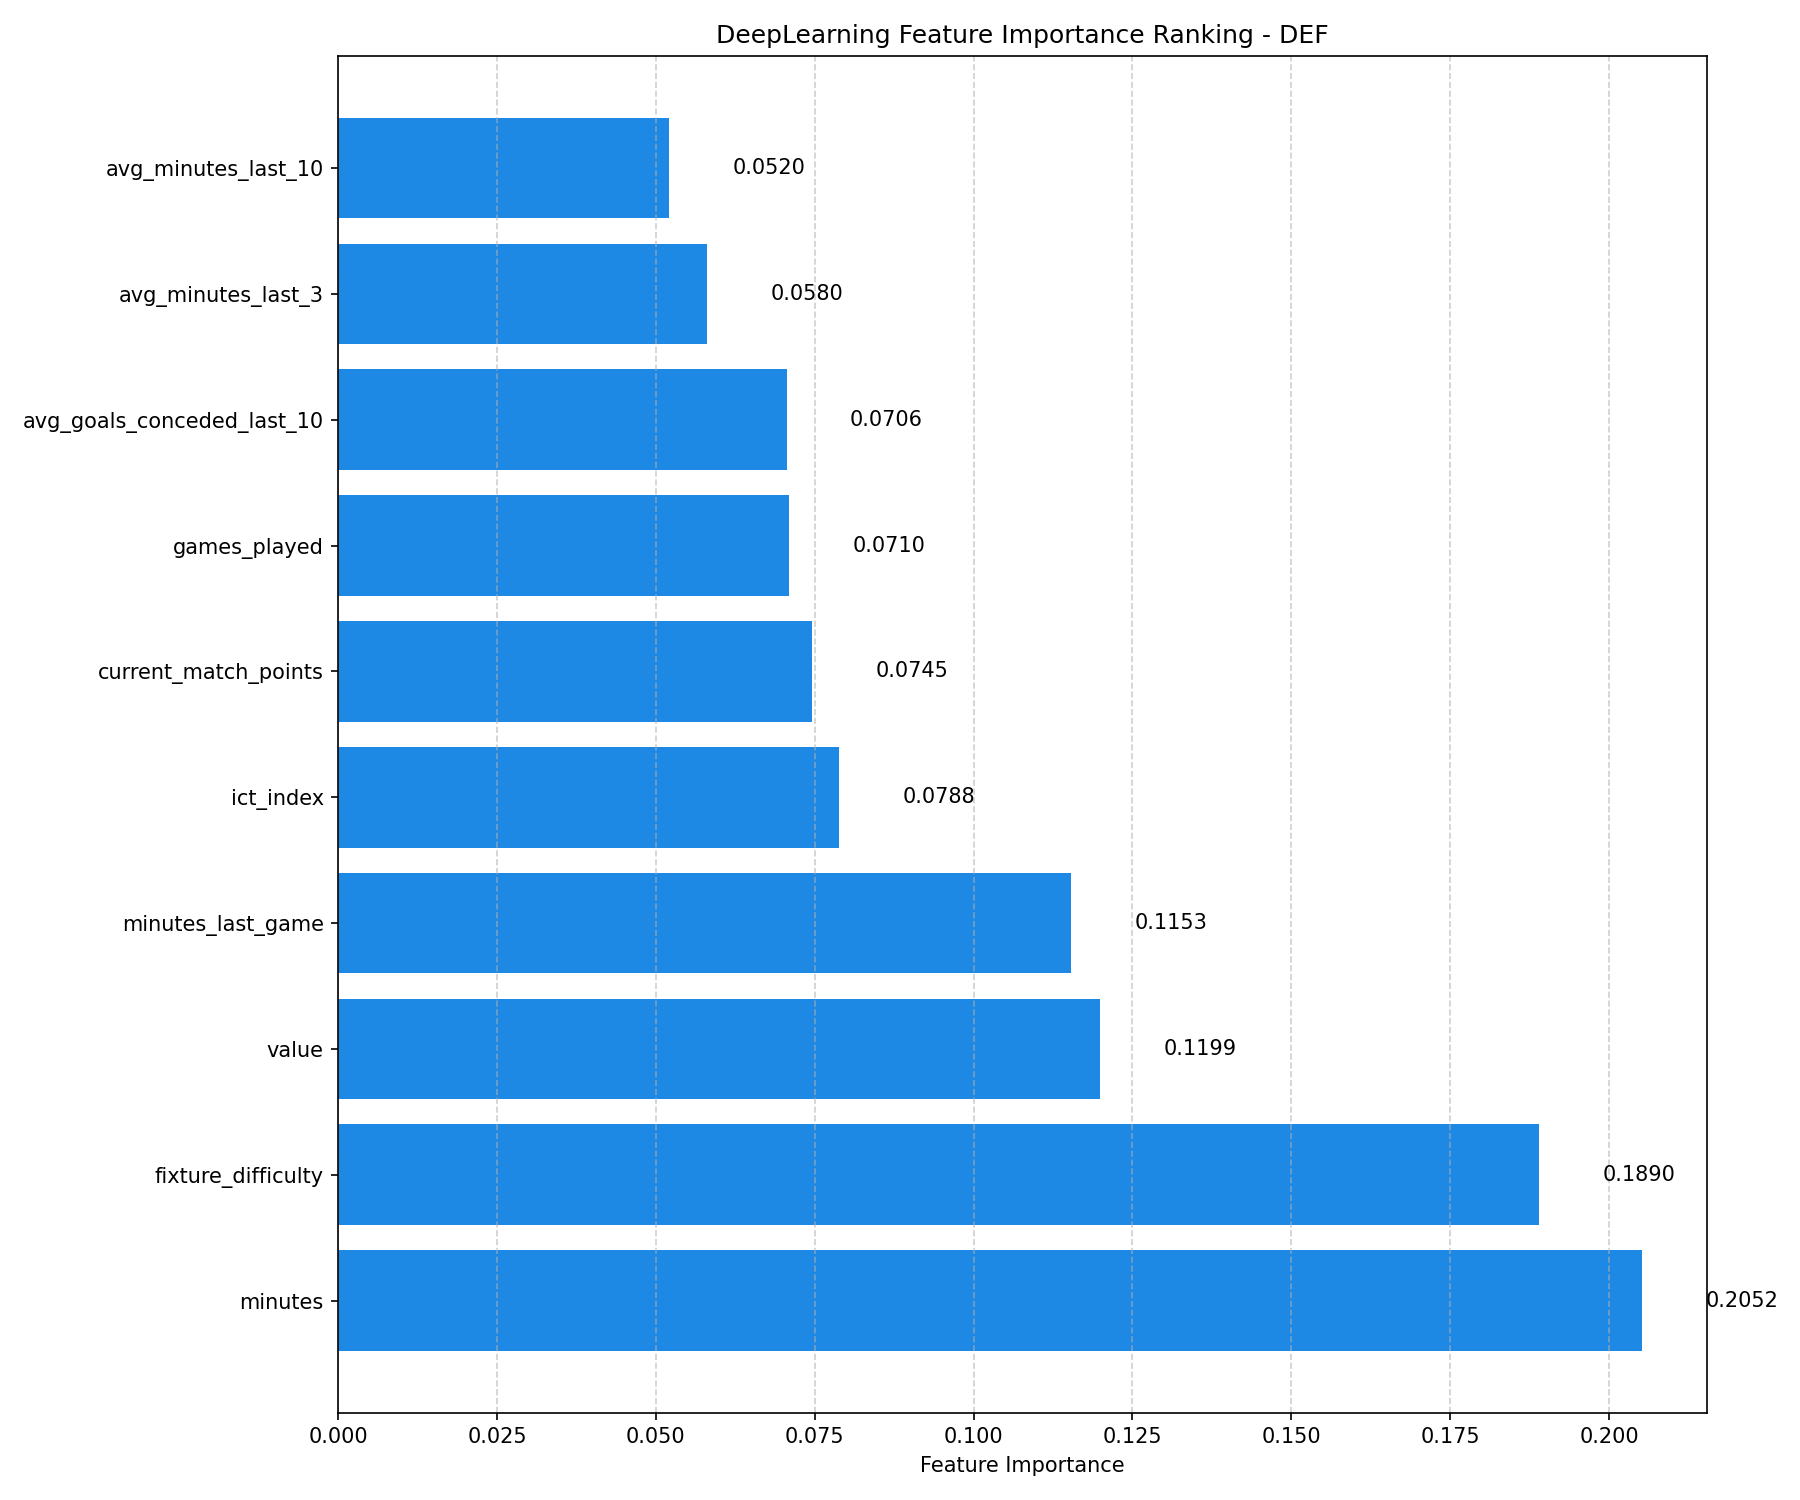 DeepLearning Feature Importance Ranking - DEF
avg_minutes_last_10 0.0520
avg_minutes_last_3 0.0580
avg_goals_conceded_last_10 0.0706
games_played 0.0710
current_match_points 0.0745
ict_index 0.0788
minutes_last_game 0.1153
value 0.1199
fixture_difficulty 0.1890
minutes 0.2052
0.000 0.025 0.050 0.075 0.100 0.125 0.150 0.175 0.200
Feature Importance